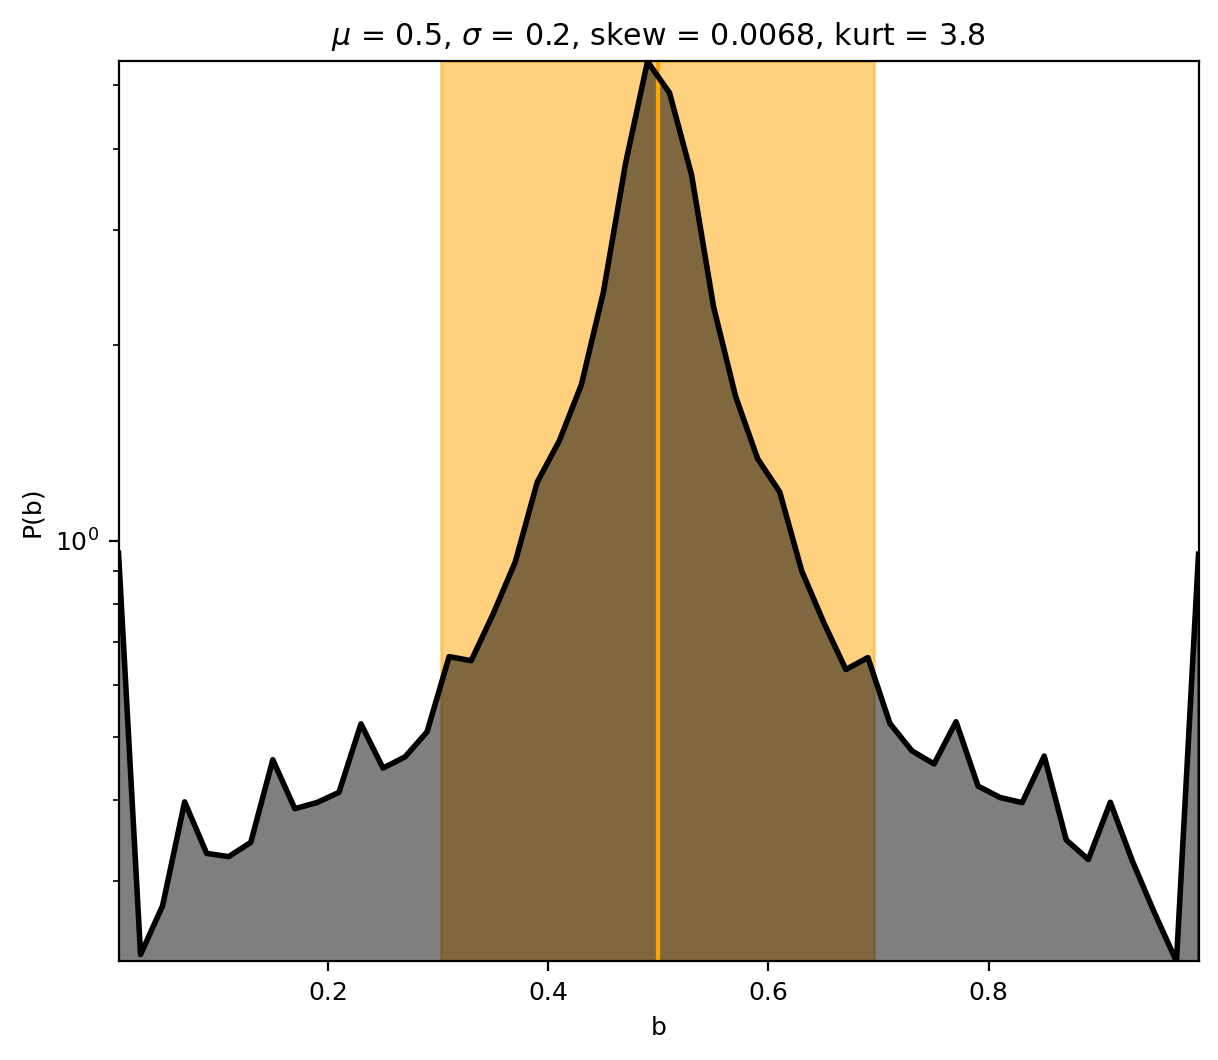 μ = 0.5, σ = 0.2, skew = 0.0068, kurt = 3.8
P(b)
10⁰
0.2 0.4 0.6 0.8
b